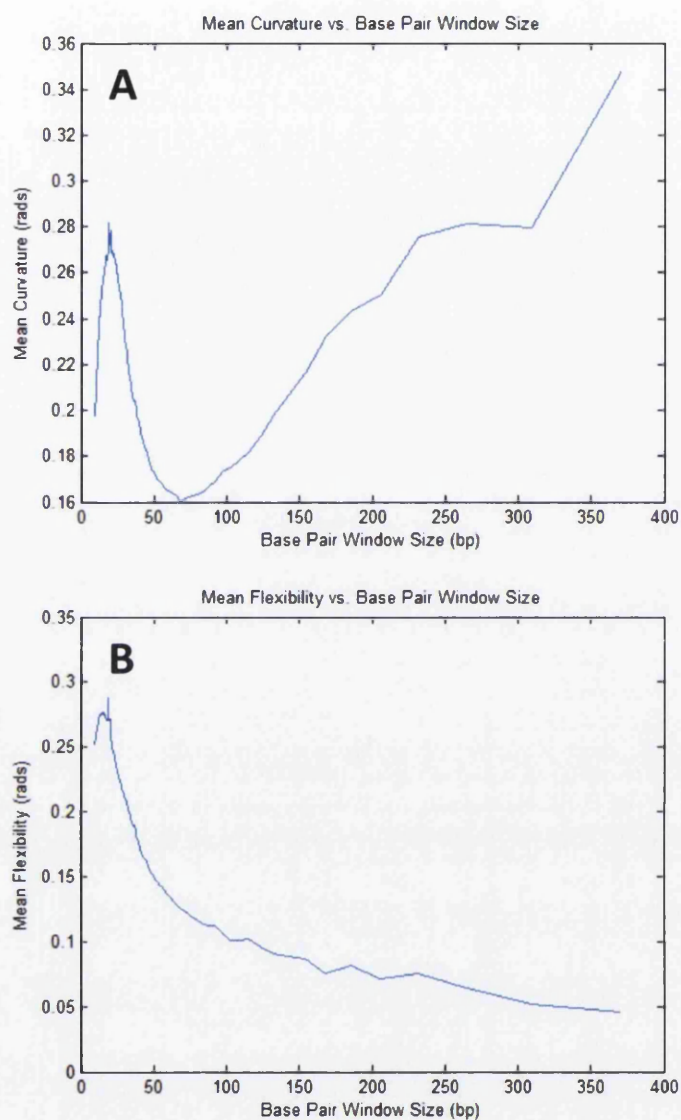 Mean Curvature vs. Base Pair Window Size
A
0.36
0.34
0.32
0.3
0.28
0.26
0.24
0.22
0.2
0.18
0.16
Mean Curvature (rads)
0 50 100 150 200 250 300 350 400
Base Pair Window Size (bp)
Mean Flexibility vs. Base Pair Window Size
B
0.35
0.3
0.25
0.2
0.15
0.1
0.05
0
Mean Flexibility (rads)
0 50 100 150 200 250 300 350 400
Base Pair Window Size (bp)